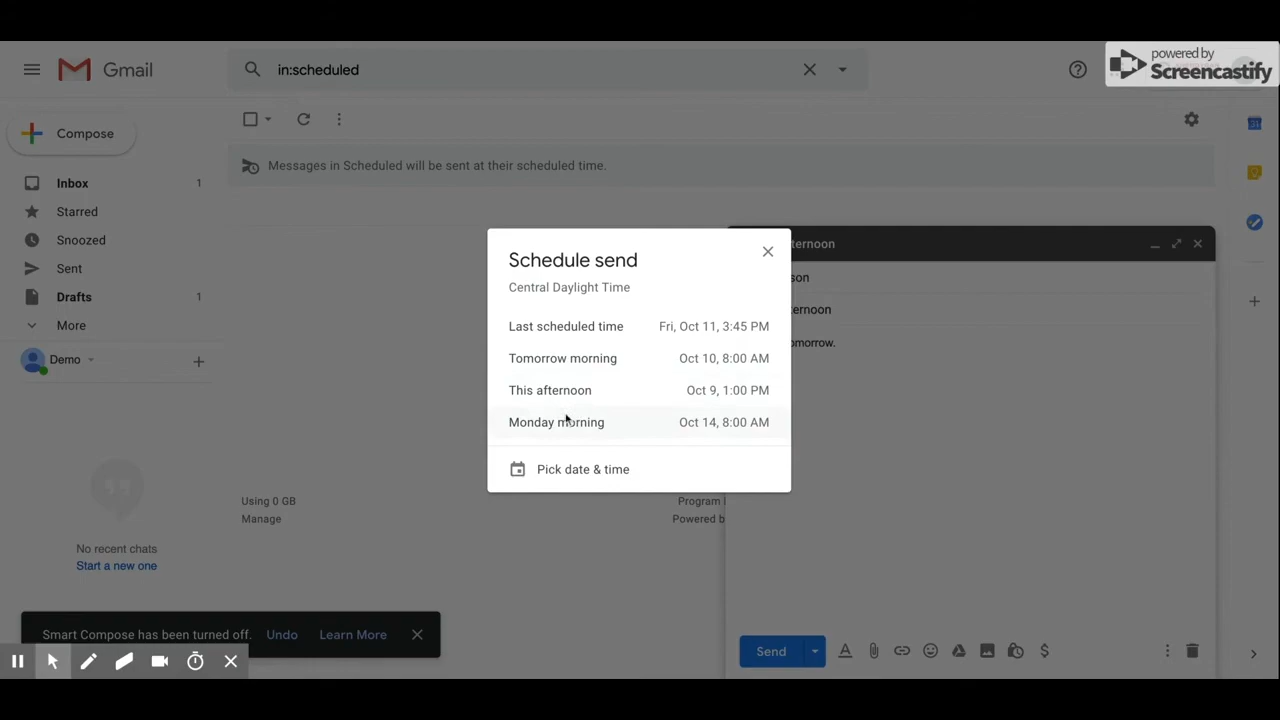 powered by
Screencastify
Gmail
in:scheduled
Compose
Messages in Scheduled will be sent at their scheduled time.
Inbox 1
Starred
Snoozed
Sent
Drafts 1
More
Demo
No recent chats
Start a new one
Using 0 GB
Manage
Program
Powered b
ternoon
son
ernoon
omorrow.
Schedule send
Central Daylight Time
Last scheduled time Fri, Oct 11, 3:45 PM
Tomorrow morning Oct 10, 8:00 AM
This afternoon Oct 9, 1:00 PM
Monday morning Oct 14, 8:00 AM
Pick date & time
Smart Compose has been turned off. Undo Learn More
Send